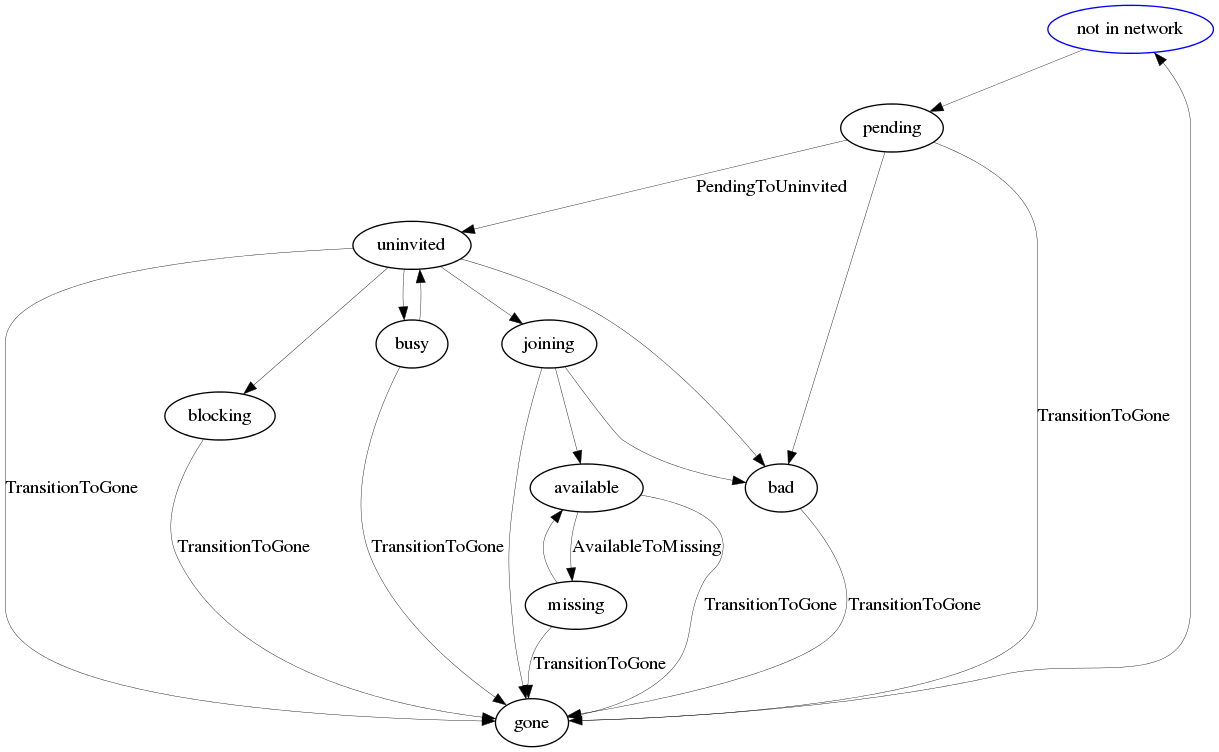 not in network
pending
PendingToUninvited
uninvited
busy
joining
blocking
TransitionToGone
TransitionToGone
available
bad
TransitionToGone
TransitionToGone
AvailableToMissing
missing
TransitionToGone
TransitionToGone
TransitionToGone
gone